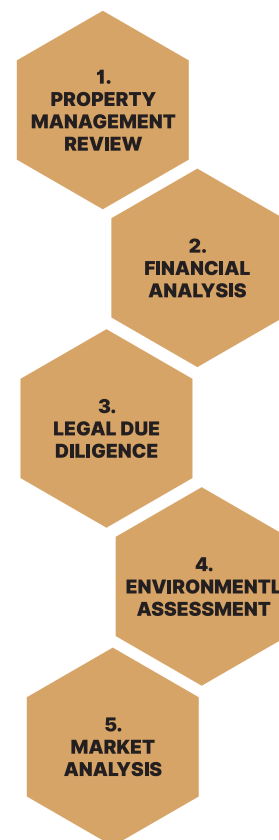 1.
PROPERTY
MANAGEMENT
REVIEW
2.
FINANCIAL
ANALYSIS
3.
LEGAL DUE
DILIGENCE
4.
ENVIRONMENTL
ASSESSMENT
5.
MARKET
ANALYSIS